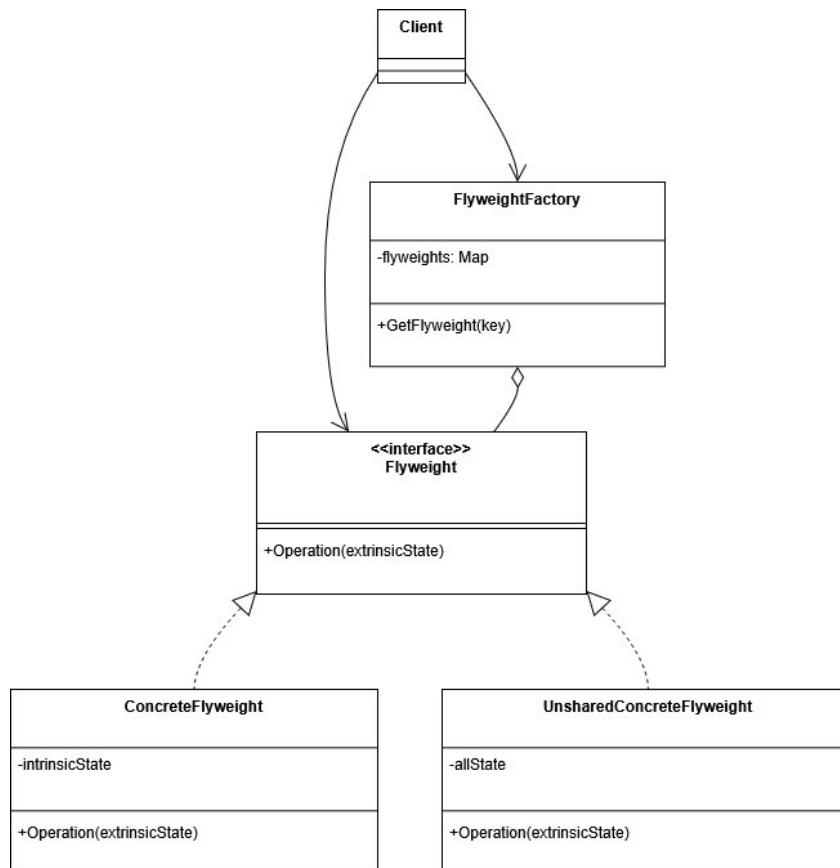 Client
FlyweightFactory
-flyweights: Map
+GetFlyweight(key)
<<interface>>
Flyweight
+Operation(extrinsicState)
ConcreteFlyweight
-intrinsicState
+Operation(extrinsicState)
UnsharedConcreteFlyweight
-allState
+Operation(extrinsicState)